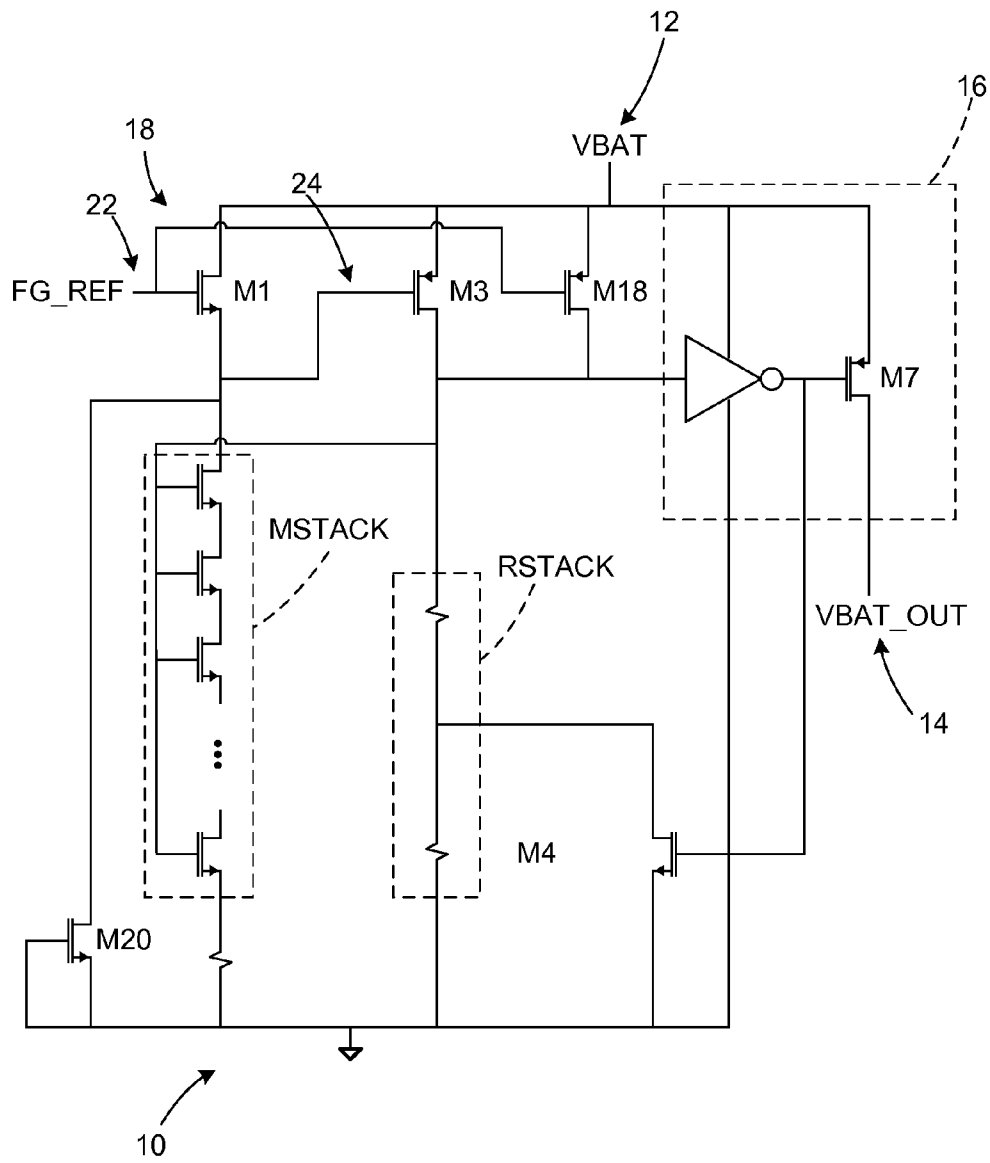 12
16
VBAT
18
24
22
FG_REF
M1
M3
M18
M7
MSTACK
RSTACK
VBAT_OUT
14
M4
M20
10